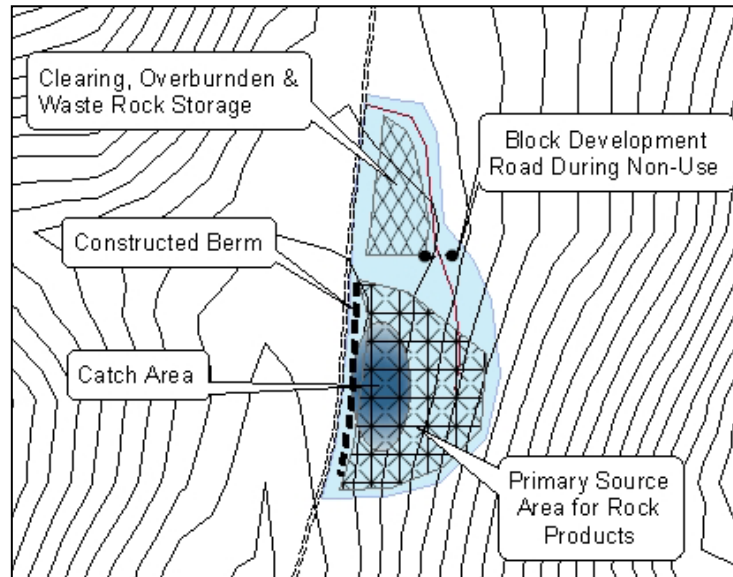 Clearing, Overburnden &
Waste Rock Storage
Block Development
Road During Non-Use
Constructed Berm
Catch Area
Primary Source
Area for Rock
Products